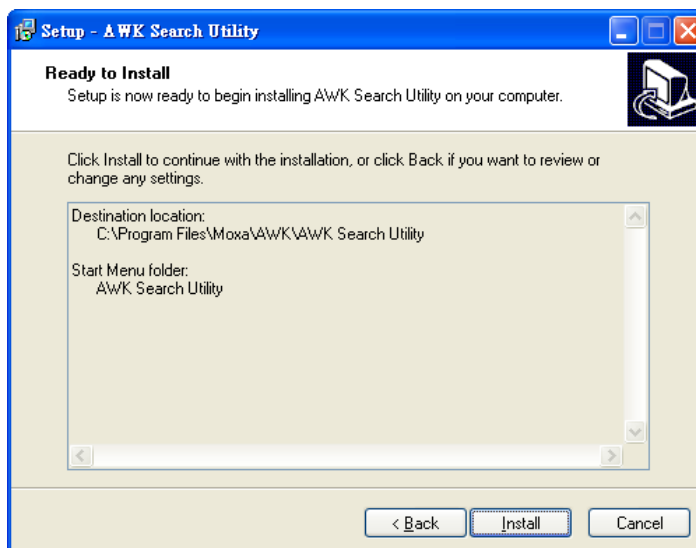 Setup - AWK Search Utility
Ready to Install
Setup is now ready to begin installing AWK Search Utility on your computer.
Click Install to continue with the installation, or click Back if you want to review or
change any settings.
Destination location:
C:\Program Files\Moxa\AWK\AWK Search Utility
Start Menu folder:
AWK Search Utility
< Back
Install
Cancel